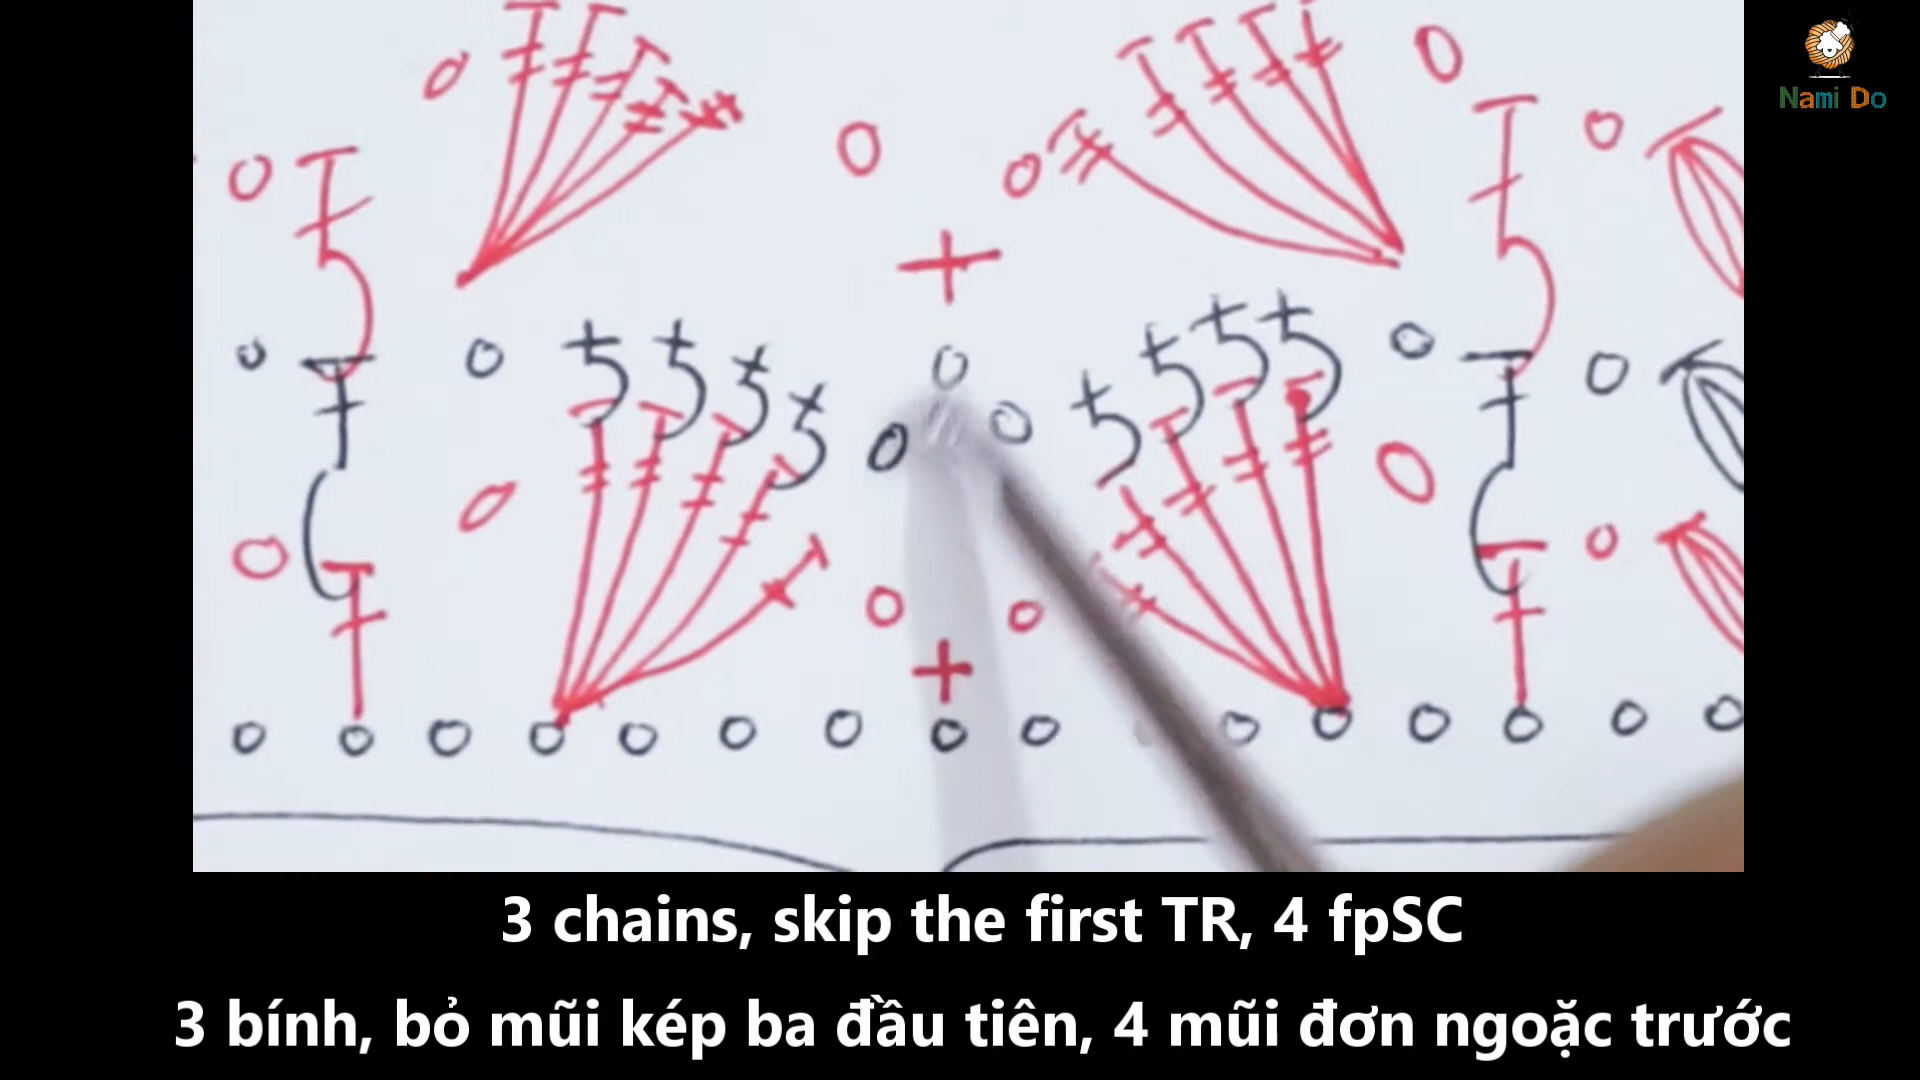 Nami Do
3 chains, skip the first TR, 4 fpSC
3 bính, bỏ mũi kép ba đầu tiên, 4 mũi đơn ngoặc trước